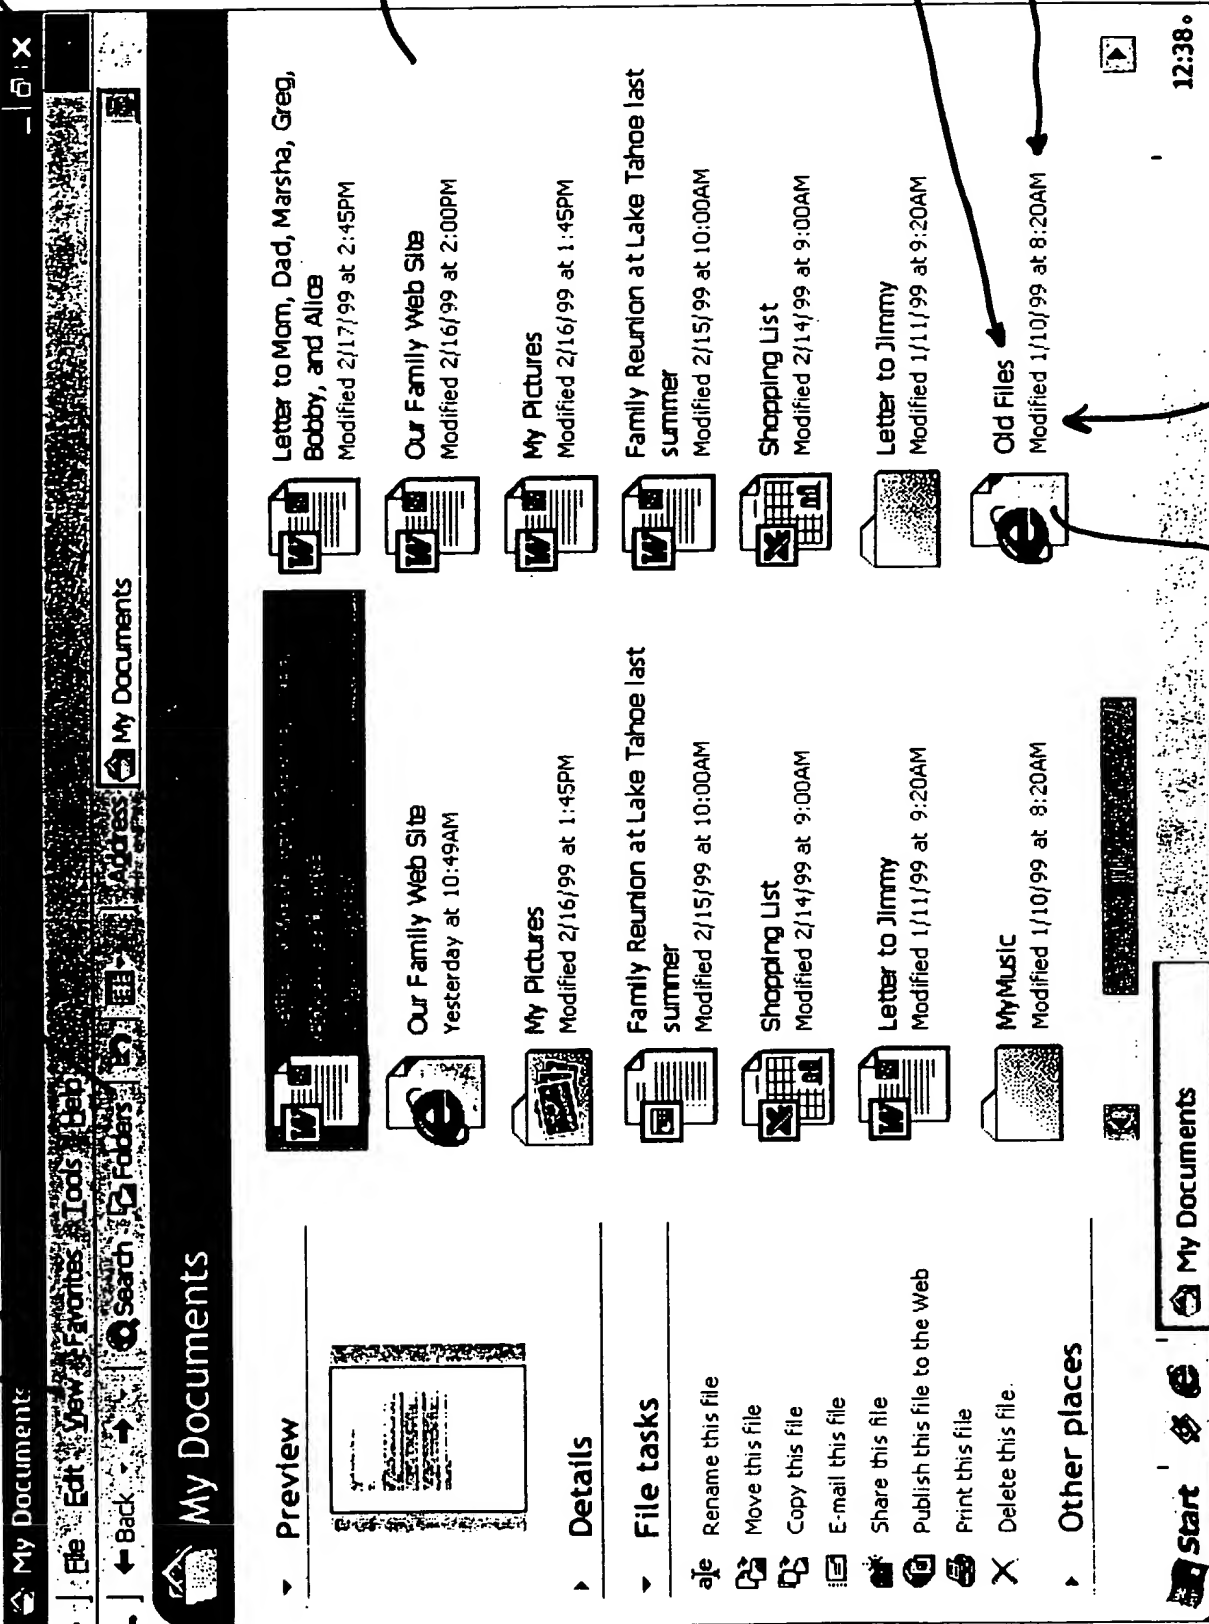 My Documents
File Edit View Favorites Tools Help
Back Search Folders Address My Documents
My Documents
Preview
Details
File tasks
Rename this file
Move this file
Copy this file
E-mail this file
Share this file
Publish this file to the Web
Print this file
Delete this file
Other places
Our Family Web Site
Yesterday at 10:49AM
My Pictures
Modified 2/16/99 at 1:45PM
Family Reunion at Lake Tahoe last
summer
Modified 2/15/99 at 10:00AM
Shopping List
Modified 2/14/99 at 9:00AM
Letter to Jimmy
Modified 1/11/99 at 9:20AM
MyMusic
Modified 1/10/99 at 8:20AM
Letter to Mom, Dad, Marsha, Greg,
Bobby, and Alice
Modified 2/17/99 at 2:45PM
Our Family Web Site
Modified 2/16/99 at 2:00PM
My Pictures
Modified 2/16/99 at 1:45PM
Family Reunion at Lake Tahoe last
summer
Modified 2/15/99 at 10:00AM
Shopping List
Modified 2/14/99 at 9:00AM
Letter to Jimmy
Modified 1/11/99 at 9:20AM
Old Files
Modified 1/10/99 at 8:20AM
Start My Documents 12:38